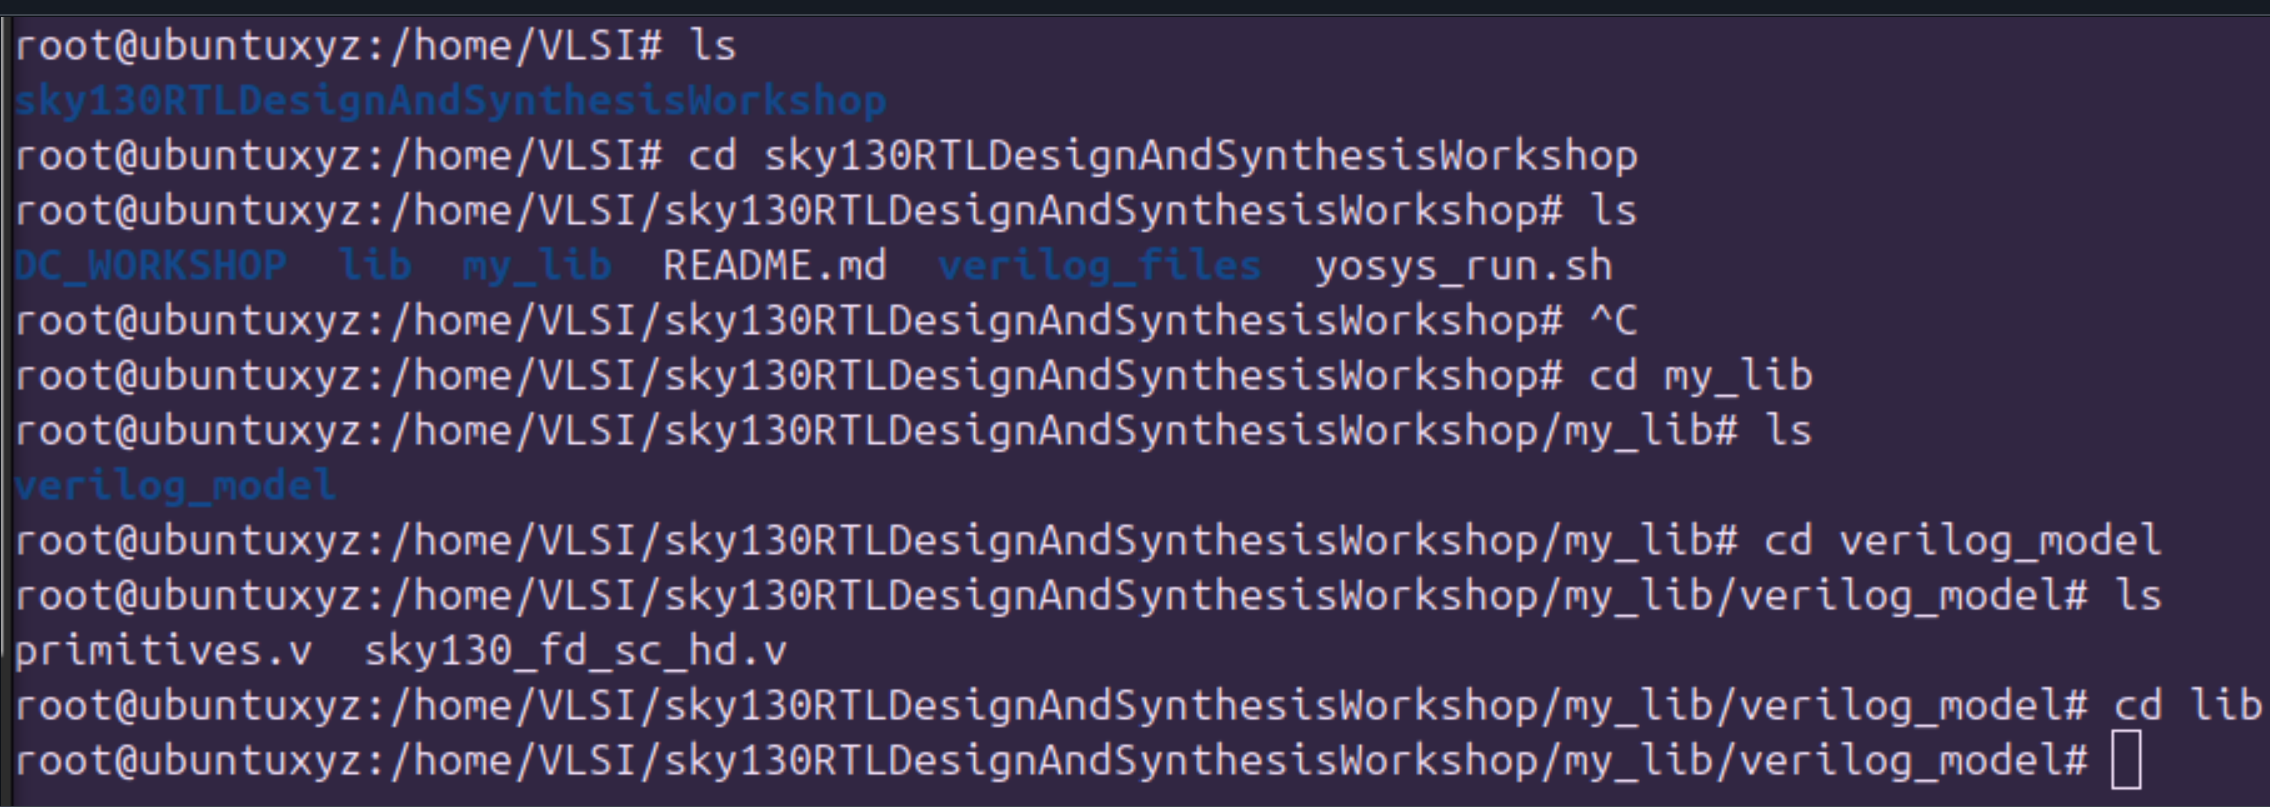 root@ubuntuxyz:/home/VLSI# ls
sky130RTLDesignAndSynthesisWorkshop
root@ubuntuxyz:/home/VLSI# cd sky130RTLDesignAndSynthesisWorkshop
root@ubuntuxyz:/home/VLSI/sky130RTLDesignAndSynthesisWorkshop# ls
DC_WORKSHOP  lib  my_lib  README.md  verilog_files  yosys_run.sh
root@ubuntuxyz:/home/VLSI/sky130RTLDesignAndSynthesisWorkshop# ^C
root@ubuntuxyz:/home/VLSI/sky130RTLDesignAndSynthesisWorkshop# cd my_lib
root@ubuntuxyz:/home/VLSI/sky130RTLDesignAndSynthesisWorkshop/my_lib# ls
verilog_model
root@ubuntuxyz:/home/VLSI/sky130RTLDesignAndSynthesisWorkshop/my_lib# cd verilog_model
root@ubuntuxyz:/home/VLSI/sky130RTLDesignAndSynthesisWorkshop/my_lib/verilog_model# ls
primitives.v  sky130_fd_sc_hd.v
root@ubuntuxyz:/home/VLSI/sky130RTLDesignAndSynthesisWorkshop/my_lib/verilog_model# cd lib
root@ubuntuxyz:/home/VLSI/sky130RTLDesignAndSynthesisWorkshop/my_lib/verilog_model#